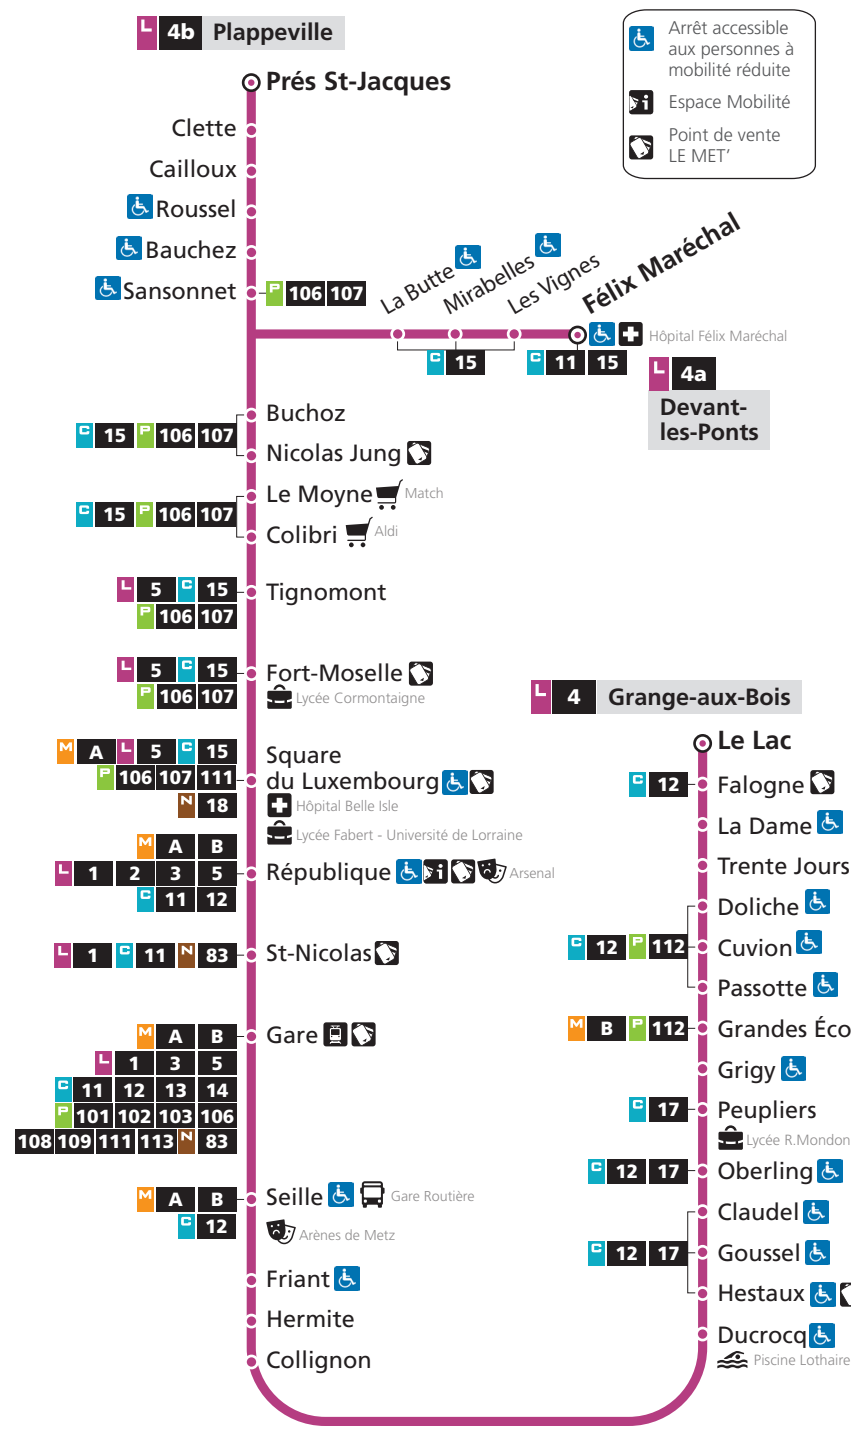 L 4b Plappeville
Arrêt accessible
aux personnes à
mobilité réduite
i Espace Mobilité
Point de vente
LE MET'
Prés St-Jacques
Clette
Cailloux
Roussel
Bauchez
Sansonnet
P 106 107
La Butte
Mirabelles
Les Vignes
Félix Maréchal
Hôpital Félix Maréchal
C 15
C 11 15
L 4a
Devant-
les-Ponts
Buchoz
C 15 P 106 107
Nicolas Jung
Le Moyne Match
C 15 P 106 107
Colibri Aldi
L 5 C 15
Tignomont
P 106 107
L 5 C 15
Fort-Moselle
P 106 107
Lycée Cormontaigne
M A L 5 C 15
Square
du Luxembourg
P 106 107 111
N 18
Hôpital Belle Isle
Lycée Fabert - Université de Lorraine
M A B
L 1 2 3 5
République i Arsenal
C 11 12
L 1 C 11 N 83
St-Nicolas
M A B
Gare
L 1 3 5
C 11 12 13 14
P 101 102 103 106
108 109 111 113 N 83
M A B
Seille Gare Routière
C 12
Arènes de Metz
Friant
Hermite
Collignon
L 4 Grange-aux-Bois
Le Lac
C 12 Falogne
La Dame
Trente Jours
Doliche
C 12 P 112 Cuvion
Passotte
M B P 112 Grandes Éco
Grigy
C 17 Peupliers
Lycée R.Mondon
C 12 17 Oberling
Claudel
C 12 17 Goussel
Hestaux
Ducrocq
Piscine Lothaire